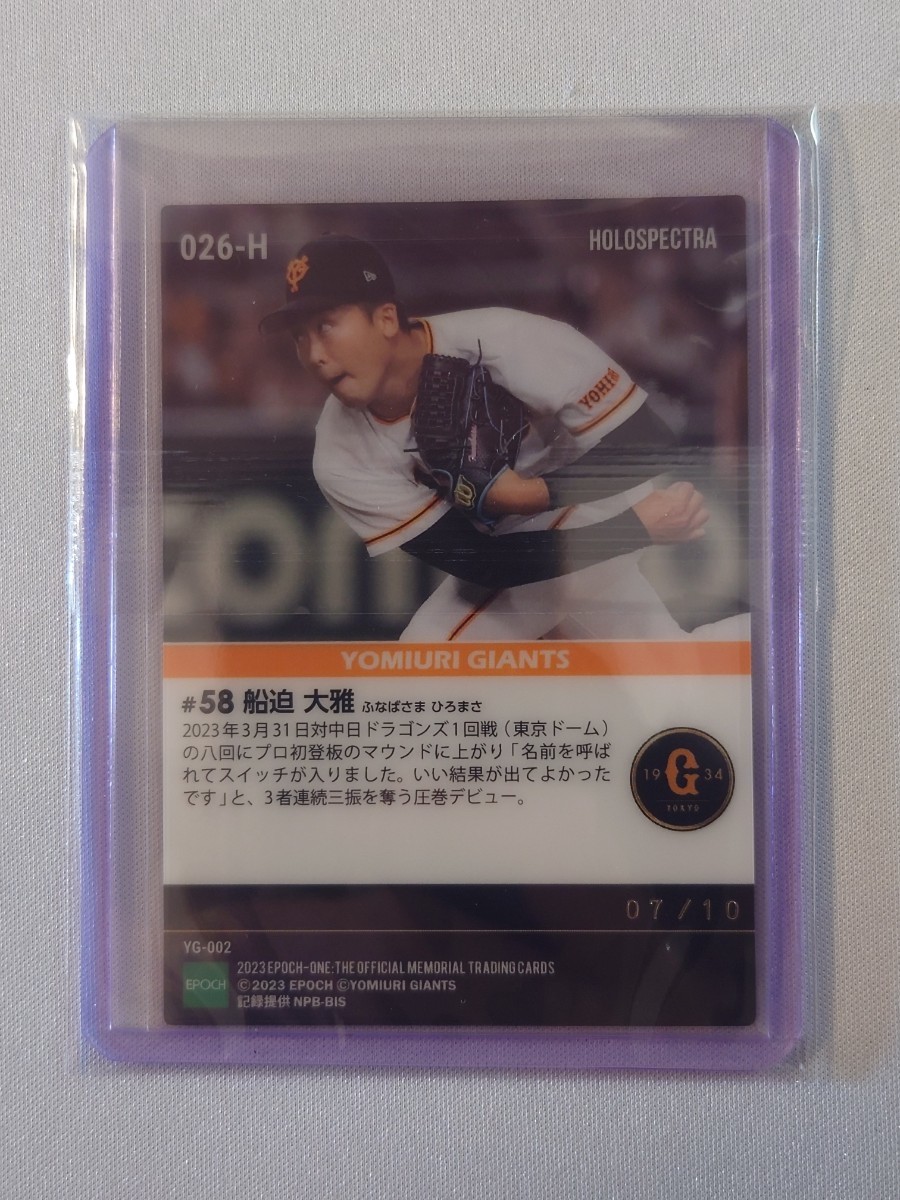 026-H
HOLOSPECTRA
YG
YOHI
YOMIURI GIANTS
#58 船迫 大雅 ふなばさま ひろまさ
2023年3月31日対中日ドラゴンズ1回戦（東京ドーム）
の八回にプロ初登板のマウンドに上がり「名前を呼ば
れてスイッチが入りました。いい結果が出てよかった
です」と、3者連続三振を奪う圧巻デビュー。
19 G 34
TOKYO
07/10
YG-002
EPOCH
2023 EPOCH-ONE:THE OFFICIAL MEMORIAL TRADING CARDS
©2023 EPOCH ©YOMIURI GIANTS
記録提供 NPB-BIS